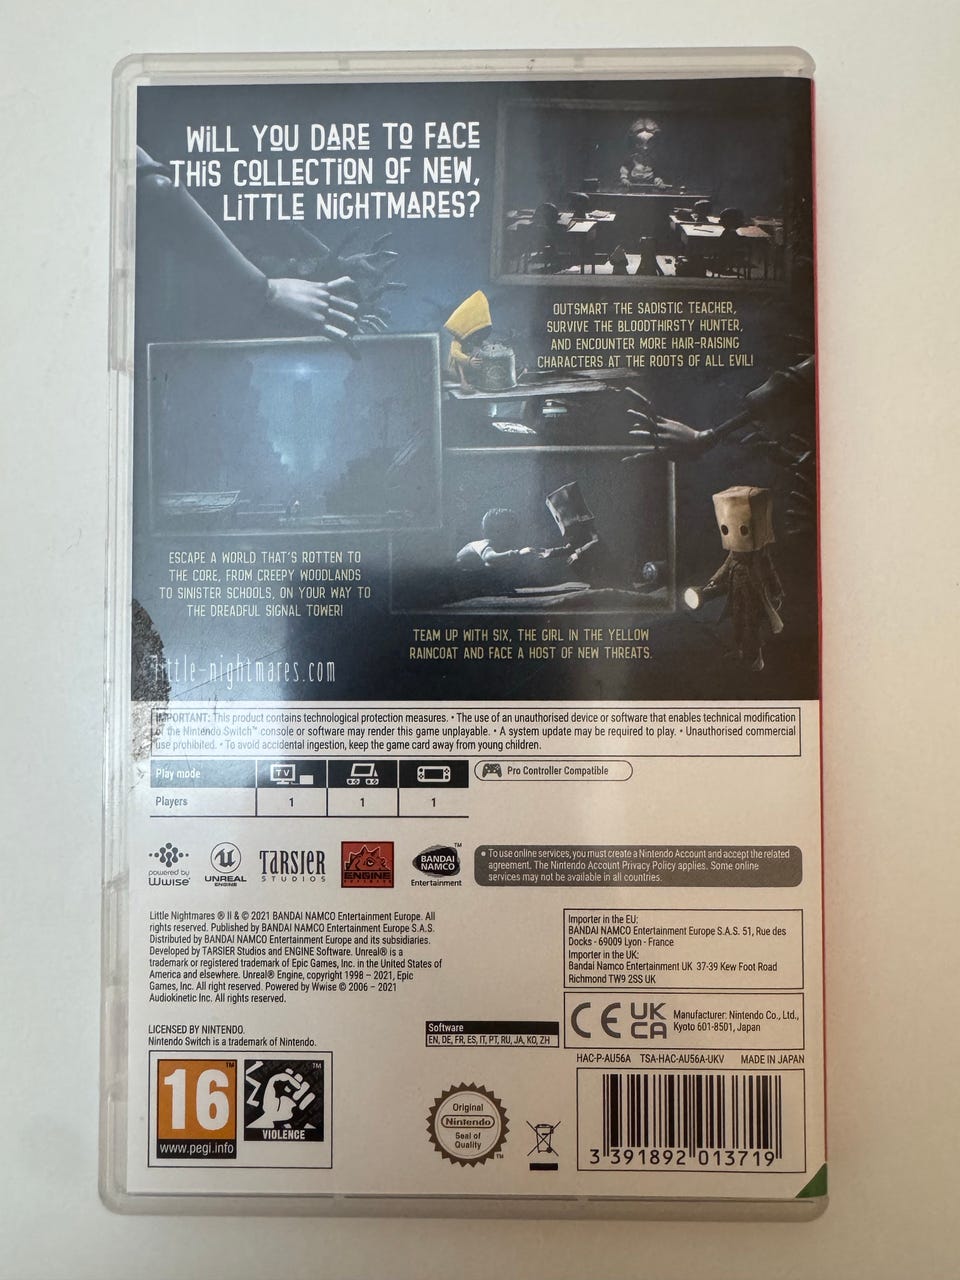 WILL YOU DARE TO FACE
THIS COLLECTION OF NEW,
LITTLE NIGHTMARES?
OUTSMART THE SADISTIC TEACHER,
SURVIVE THE BLOODTHIRSTY HUNTER,
AND ENCOUNTER MORE HAIR-RAISING
CHARACTERS AT THE ROOTS OF ALL EVIL!
ESCAPE A WORLD THAT'S ROTTEN TO
THE CORE, FROM CREEPY WOODLANDS
TO SINISTER SCHOOLS, ON YOUR WAY TO
THE DREADFUL SIGNAL TOWER!
TEAM UP WITH SIX, THE GIRL IN THE YELLOW
RAINCOAT AND FACE A HOST OF NEW THREATS.
little-nightmares.com
IMPORTANT: This product contains technological protection measures. • The use of an unauthorised device or software that enables technical modification
of the Nintendo Switch™ console or software may render this game unplayable. • A system update may be required to play. • Unauthorised commercial
use prohibited. • To avoid accidental ingestion, keep the game card away from young children.
Play mode
TV
Pro Controller Compatible
Players 1 1 1
powered by
Wwise
UNREAL
ENGINE
TARSIER
STUDIOS
ENGINE
SOFTWARE
BANDAI
NAMCO
Entertainment
• To use online services, you must create a Nintendo Account and accept the related
agreement. The Nintendo Account Privacy Policy applies. Some online
services may not be available in all countries.
Little Nightmares ® II & © 2021 BANDAI NAMCO Entertainment Europe. All
rights reserved. Published by BANDAI NAMCO Entertainment Europe S.A.S.
Distributed by BANDAI NAMCO Entertainment Europe and its subsidiaries.
Developed by TARSIER Studios and ENGINE Software. Unreal® is a
trademark or registered trademark of Epic Games, Inc. in the United States of
America and elsewhere. Unreal® Engine, copyright 1998 – 2021, Epic
Games, Inc. All rights reserved. Powered by Wwise © 2006 – 2021
Audiokinetic Inc. All rights reserved.
Importer in the EU:
BANDAI NAMCO Entertainment Europe S.A.S. 51, Rue des
Docks - 69009 Lyon - France
Importer in the UK:
Bandai Namco Entertainment UK 37-39 Kew Foot Road
Richmond TW9 2SS UK
CE UK
CA
Manufacturer: Nintendo Co., Ltd.,
Kyoto 601-8501, Japan
LICENSED BY NINTENDO.
Nintendo Switch is a trademark of Nintendo.
Software
EN, DE, FR, ES, IT, PT, RU, JA, KO, ZH
HAC-P-AU56A TSA-HAC-AU56A-UKV MADE IN JAPAN
16
www.pegi.info
VIOLENCE
Original
Nintendo
Seal of
Quality
3 391892 013719